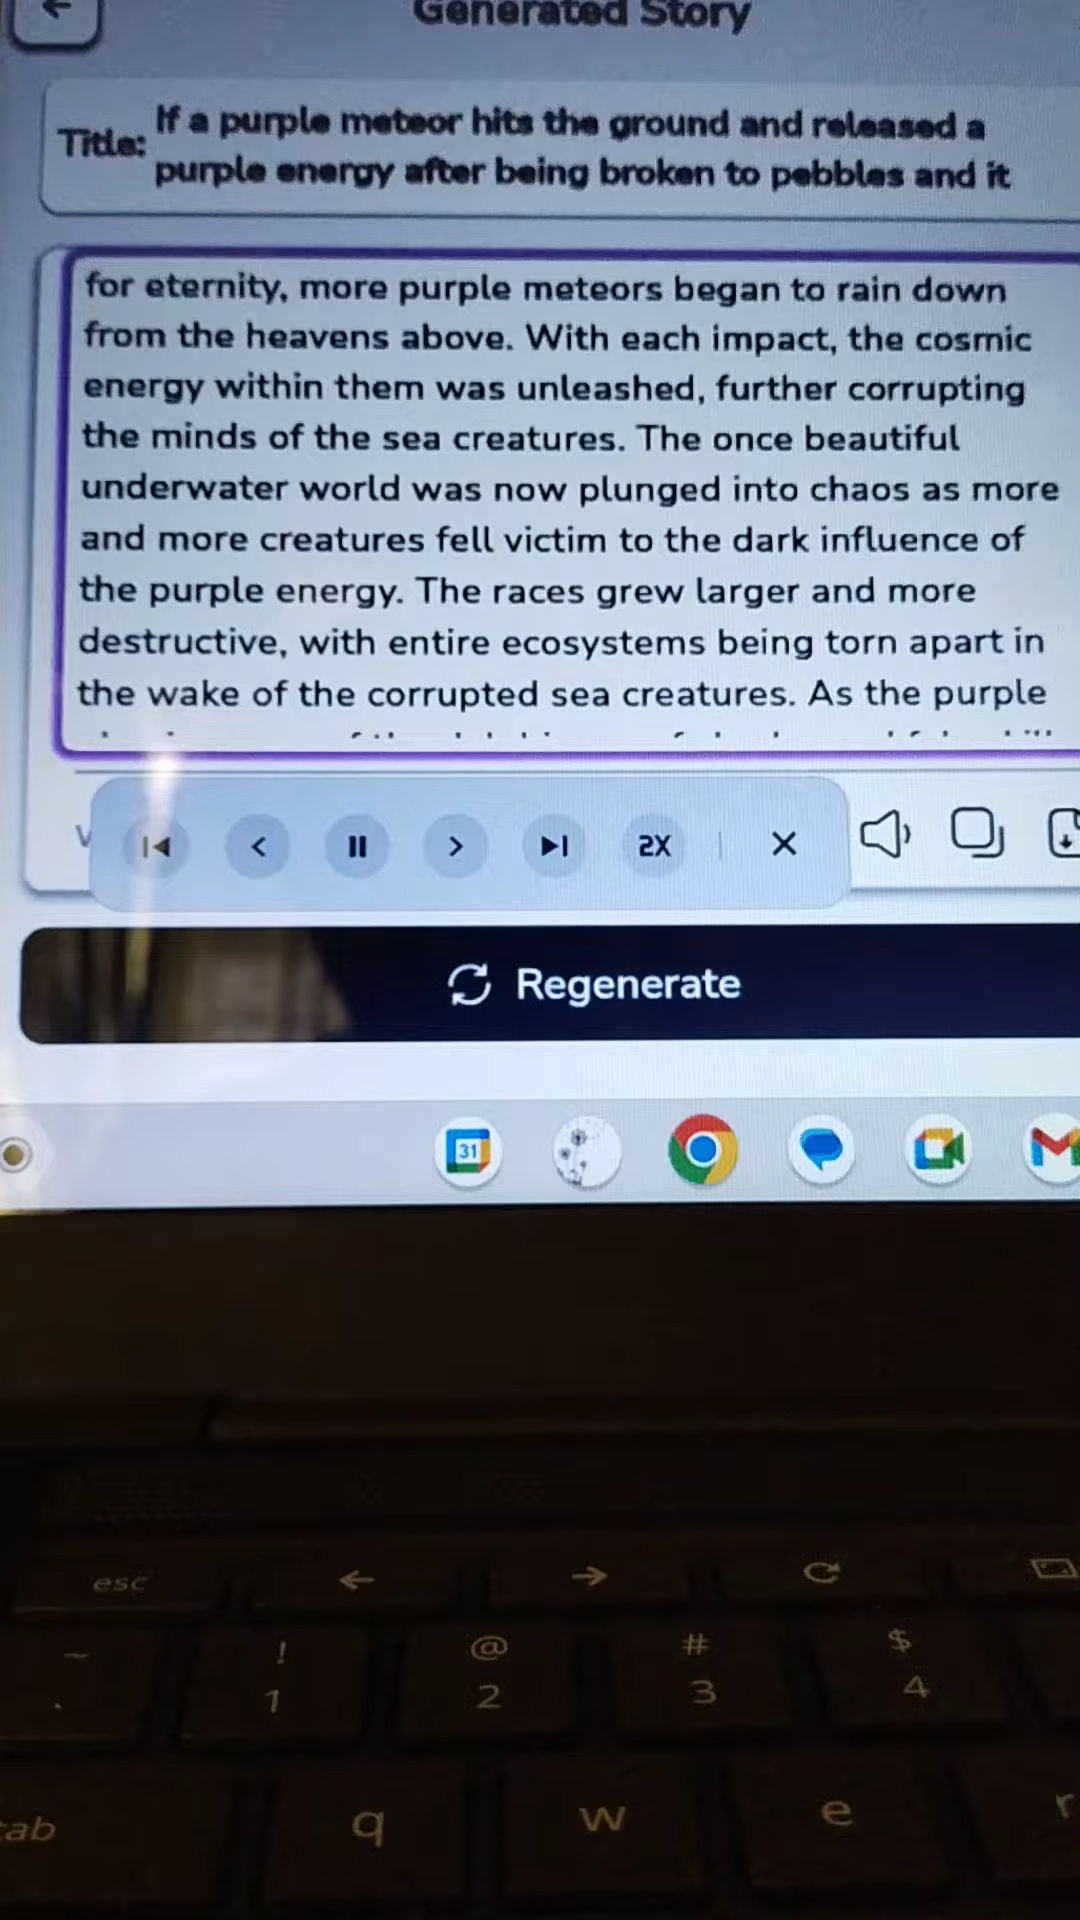 Generated Story
Title:
If a purple meteor hits the ground and released a
purple energy after being broken to pebbles and it
for eternity, more purple meteors began to rain down
from the heavens above. With each impact, the cosmic
energy within them was unleashed, further corrupting
the minds of the sea creatures. The once beautiful
underwater world was now plunged into chaos as more
and more creatures fell victim to the dark influence of
the purple energy. The races grew larger and more
destructive, with entire ecosystems being torn apart in
the wake of the corrupted sea creatures. As the purple
2X
Regenerate
31
esc
~ ! @ # $
` 1 2 3 4
tab q w e r